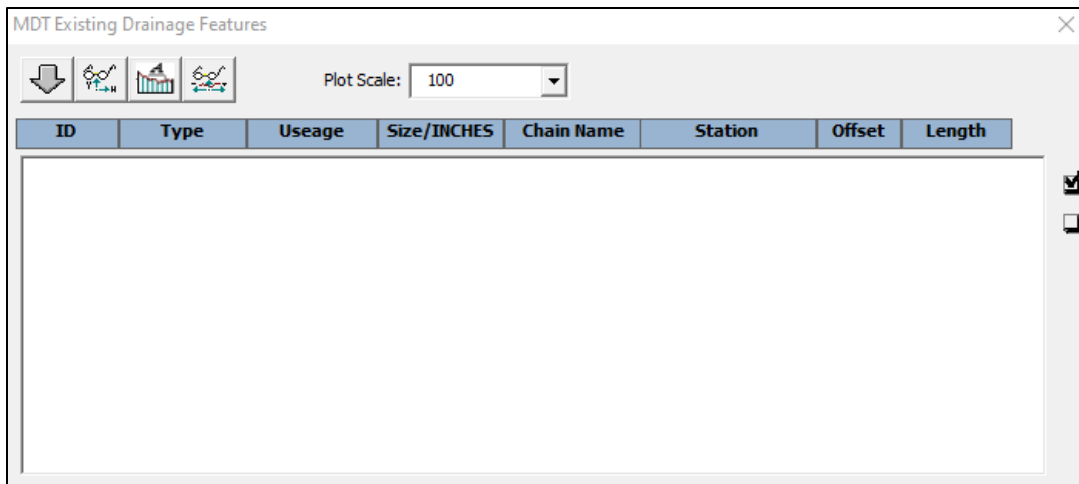 MDT Existing Drainage Features
Plot Scale: 100
ID Type Useage Size/INCHES Chain Name Station Offset Length